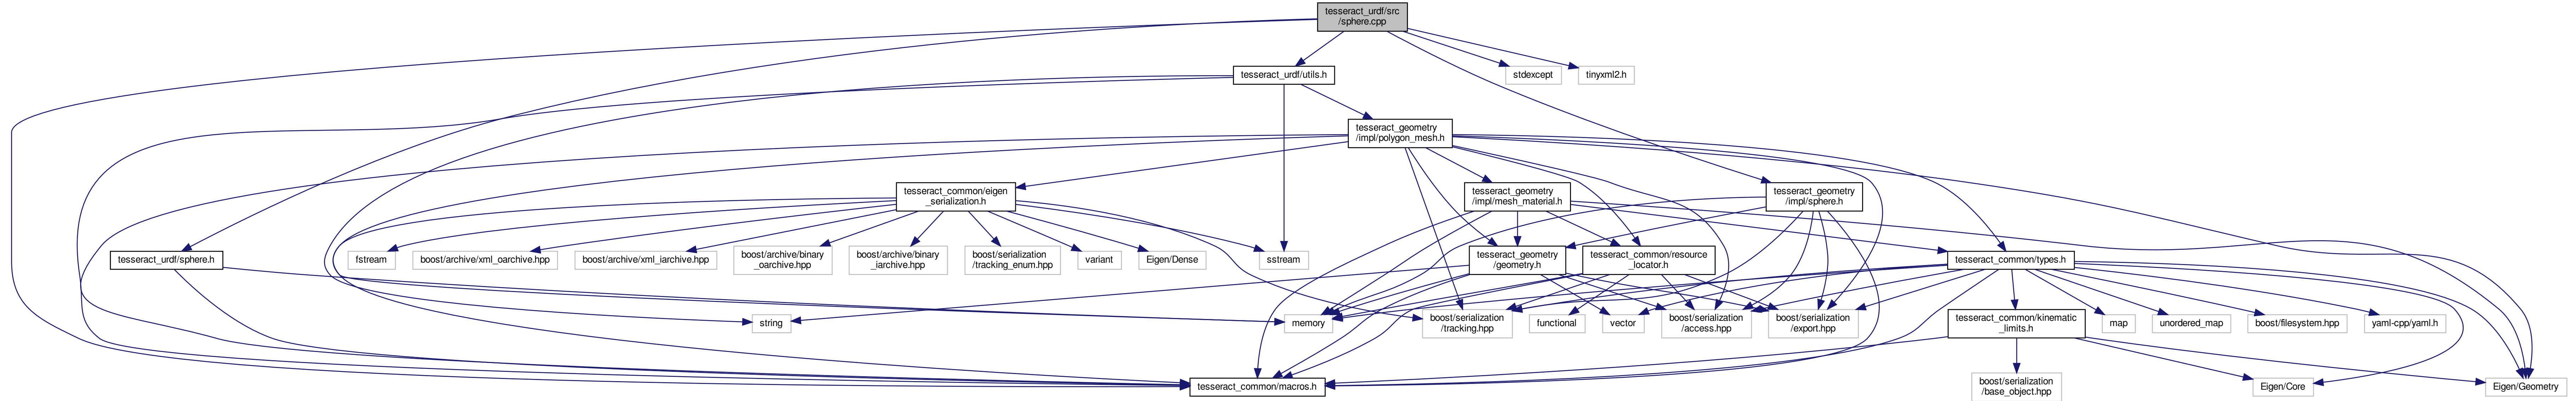 tesseract_urdf/src
/sphere.cpp
tesseract_urdf/utils.h
stdexcept
tinyxml2.h
tesseract_geometry
/impl/polygon_mesh.h
tesseract_common/eigen
_serialization.h
tesseract_geometry
/impl/mesh_material.h
tesseract_geometry
/impl/sphere.h
tesseract_urdf/sphere.h
fstream
boost/archive/xml_oarchive.hpp
boost/archive/xml_iarchive.hpp
boost/archive/binary
_oarchive.hpp
boost/archive/binary
_iarchive.hpp
boost/serialization
/tracking_enum.hpp
variant
Eigen/Dense
sstream
tesseract_geometry
/geometry.h
tesseract_common/resource
_locator.h
tesseract_common/types.h
string
memory
boost/serialization
/tracking.hpp
functional
vector
boost/serialization
/access.hpp
boost/serialization
/export.hpp
tesseract_common/kinematic
_limits.h
map
unordered_map
boost/filesystem.hpp
yaml-cpp/yaml.h
tesseract_common/macros.h
boost/serialization
/base_object.hpp
Eigen/Core
Eigen/Geometry